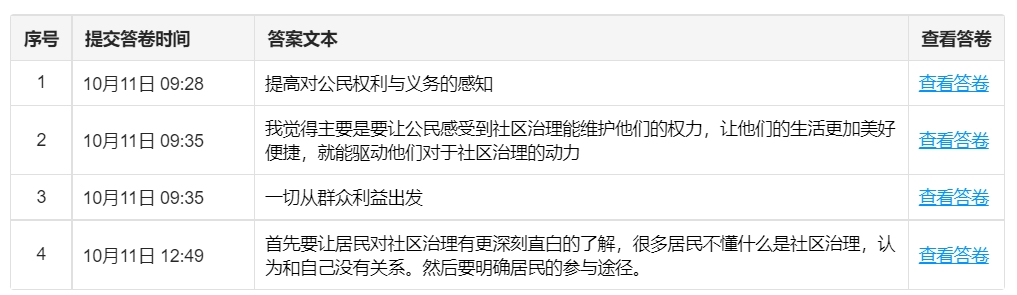 序号 提交答卷时间 答案文本 查看答卷
1 10月11日 09:28 提高对公民权利与义务的感知 查看答卷
2 10月11日 09:35 我觉得主要是要让公民感受到社区治理能维护他们的权力，让他们的生活更加美好
便捷，就能驱动他们对于社区治理的动力 查看答卷
3 10月11日 09:35 一切从群众利益出发 查看答卷
4 10月11日 12:49 首先要让居民对社区治理有更深刻直白的了解，很多居民不懂什么是社区治理，认
为和自己没有关系。然后要明确居民的参与途径。 查看答卷